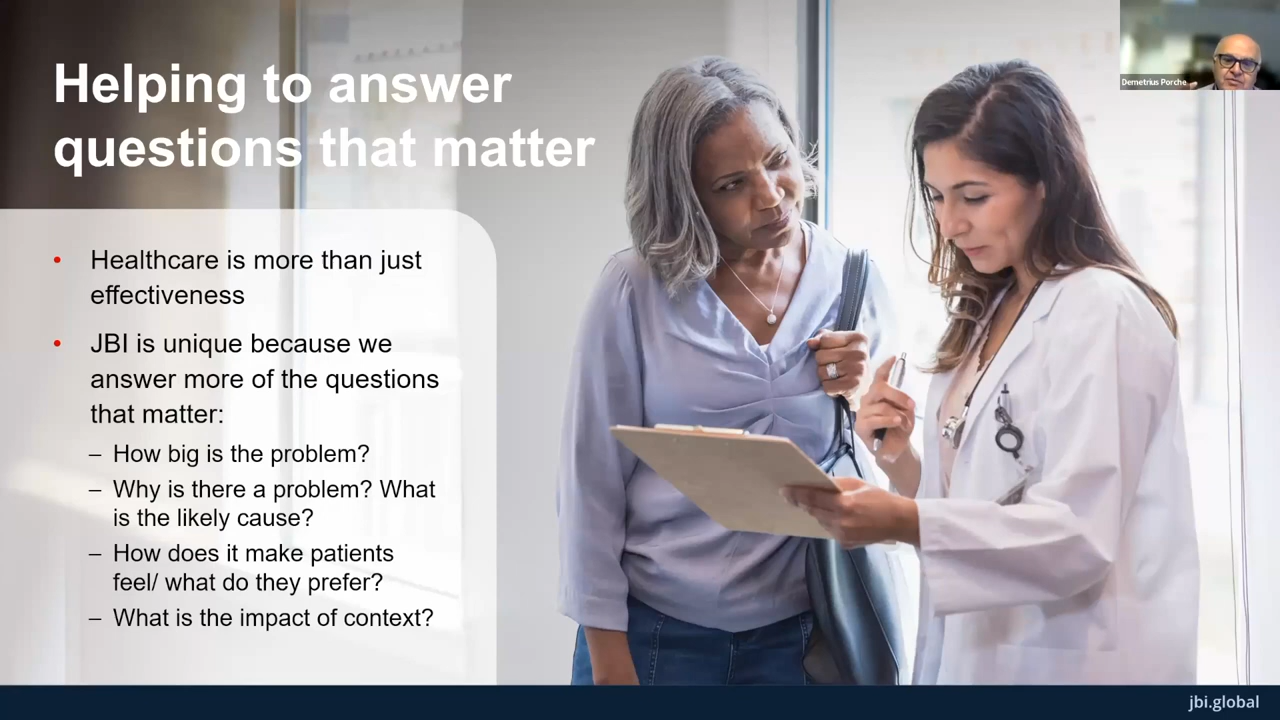 Helping to answer
questions that matter
Demetrius Porche
• Healthcare is more than just
effectiveness
• JBI is unique because we
answer more of the questions
that matter:
– How big is the problem?
– Why is there a problem? What
is the likely cause?
– How does it make patients
feel/ what do they prefer?
– What is the impact of context?
jbi.global